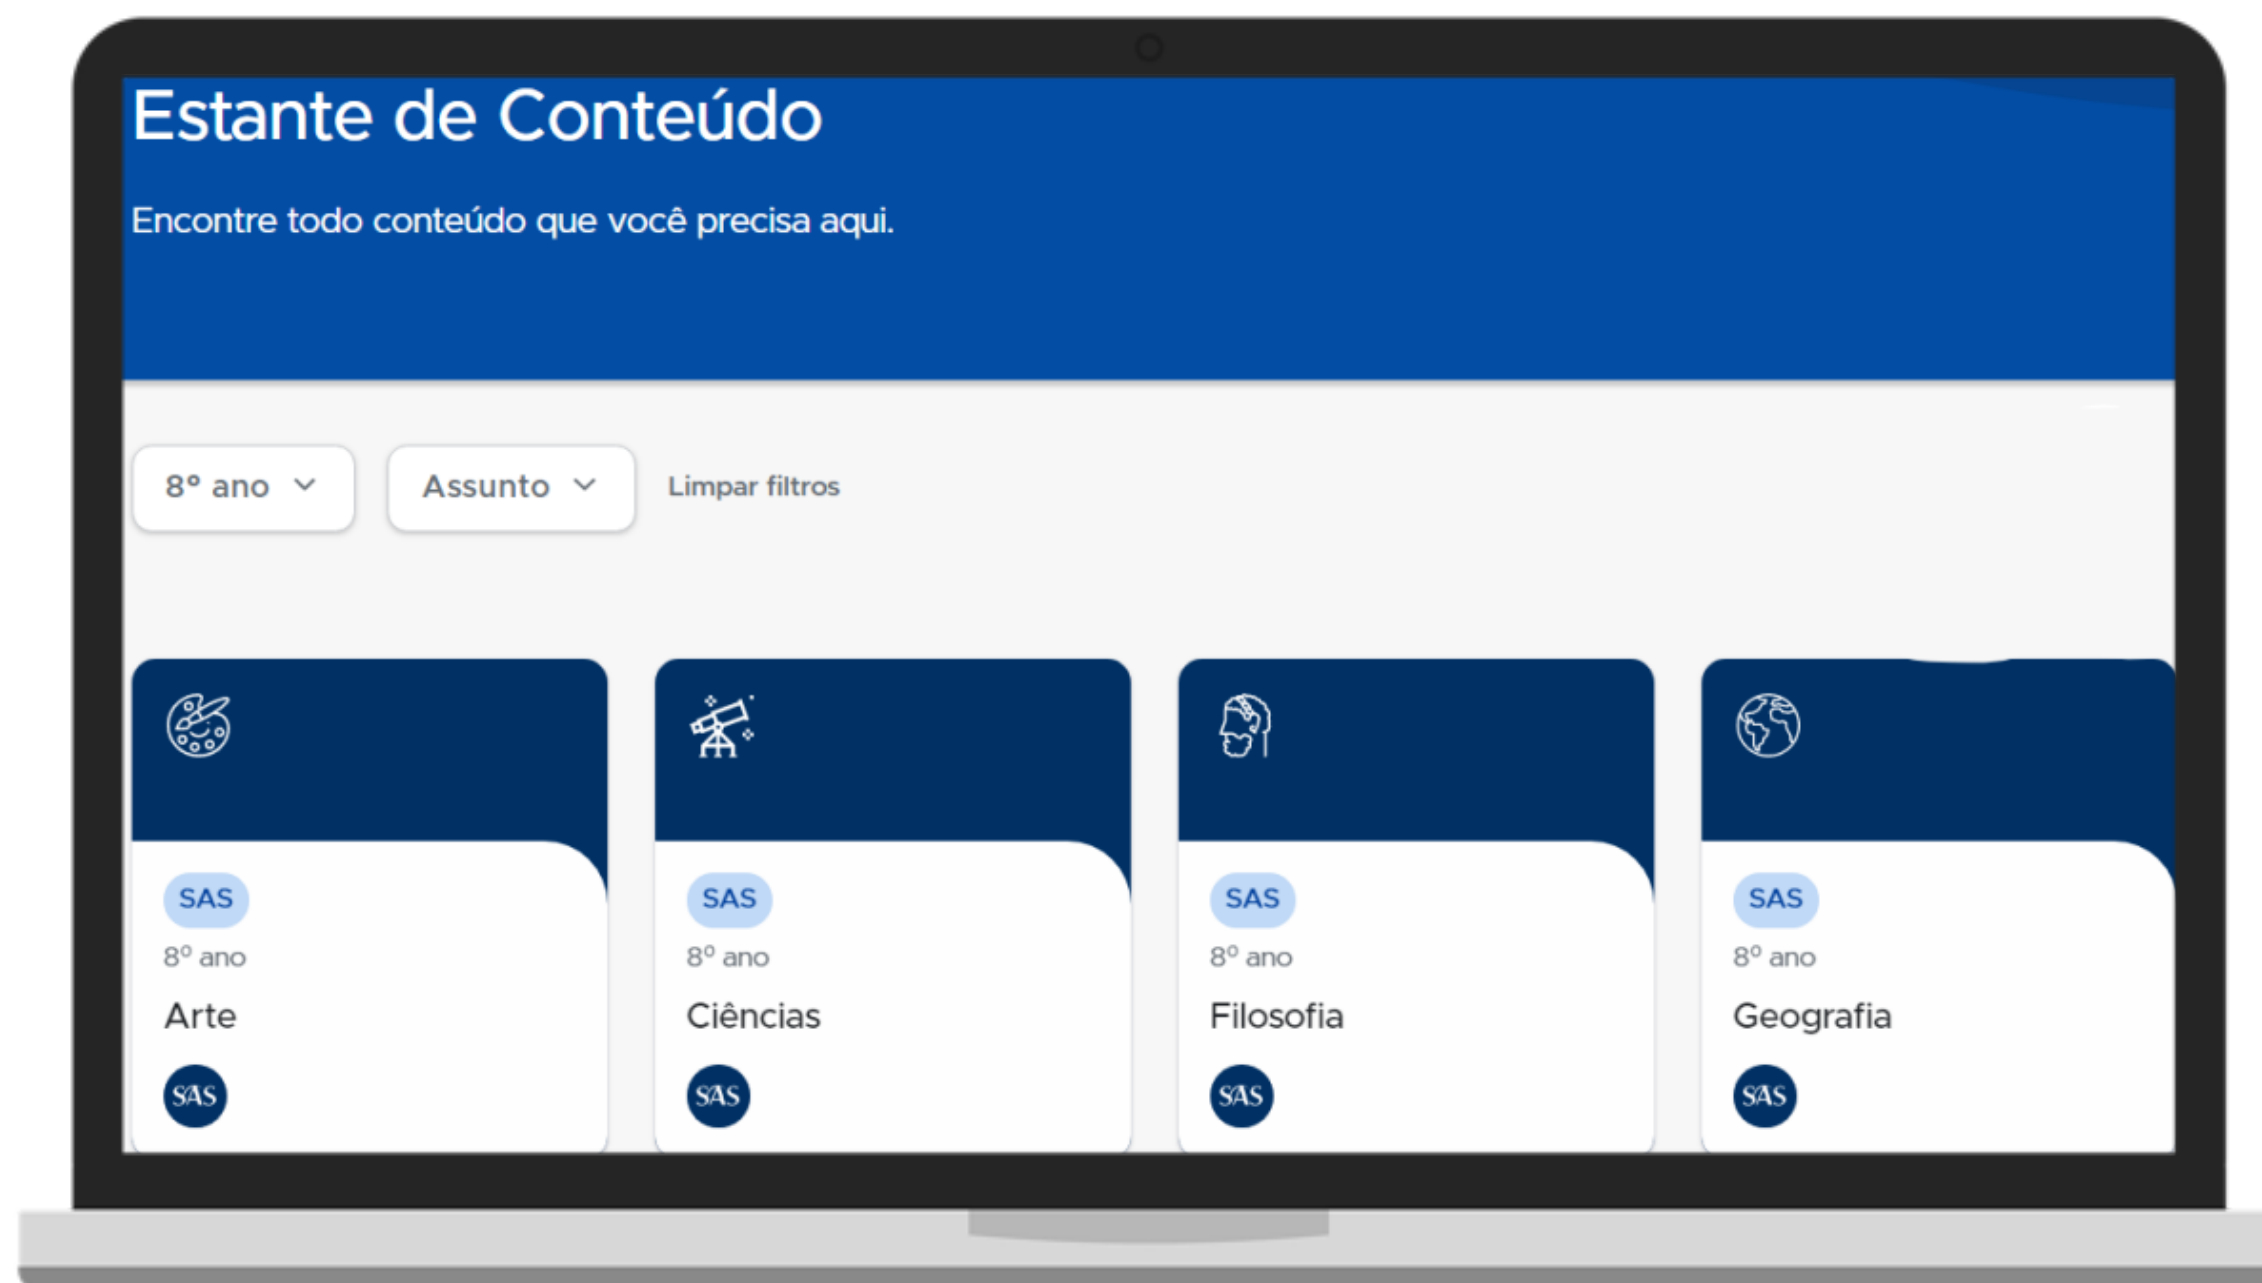 Estante de Conteúdo
Encontre todo conteúdo que você precisa aqui.
8º ano
Assunto
Limpar filtros
SAS
8º ano
Arte
SAS
SAS
8º ano
Ciências
SAS
SAS
8º ano
Filosofia
SAS
SAS
8º ano
Geografia
SAS